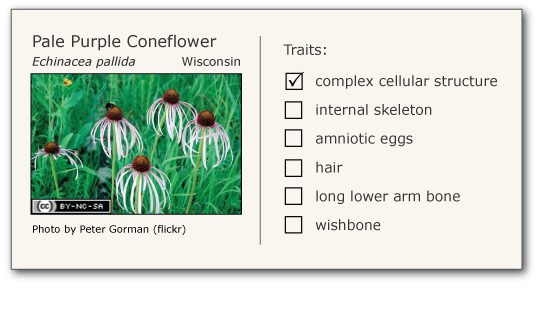 Pale Purple Coneflower
Echinacea pallida Wisconsin
(cc) BY-NC-SA
Photo by Peter Gorman (flickr)
Traits:
complex cellular structure
internal skeleton
amniotic eggs
hair
long lower arm bone
wishbone